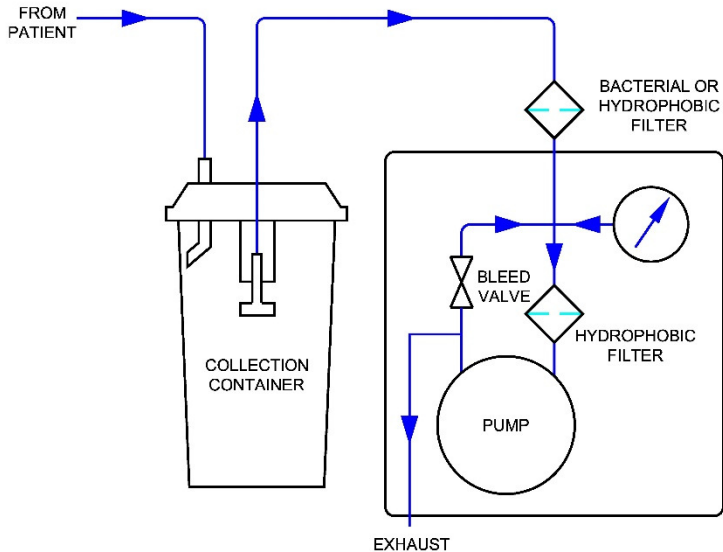 FROM
PATIENT
BACTERIAL OR
HYDROPHOBIC
FILTER
BLEED
VALVE
HYDROPHOBIC
FILTER
COLLECTION
CONTAINER
PUMP
EXHAUST